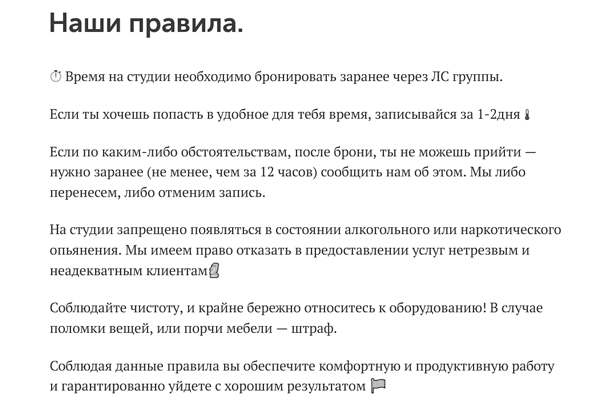 Наши правила.
⏱ Время на студии необходимо бронировать заранее через ЛС группы.
Если ты хочешь попасть в удобное для тебя время, записывайся за 1-2дня 🌡
Если по каким-либо обстоятельствам, после брони, ты не можешь прийти —
нужно заранее (не менее, чем за 12 часов) сообщить нам об этом. Мы либо
перенесем, либо отменим запись.
На студии запрещено появляться в состоянии алкогольного или наркотического
опьянения. Мы имеем право отказать в предоставлении услуг нетрезвым и
неадекватным клиентам🗿
Соблюдайте чистоту, и крайне бережно относитесь к оборудованию! В случае
поломки вещей, или порчи мебели — штраф.
Соблюдая данные правила вы обеспечите комфортную и продуктивную работу
и гарантированно уйдете с хорошим результатом 🏴